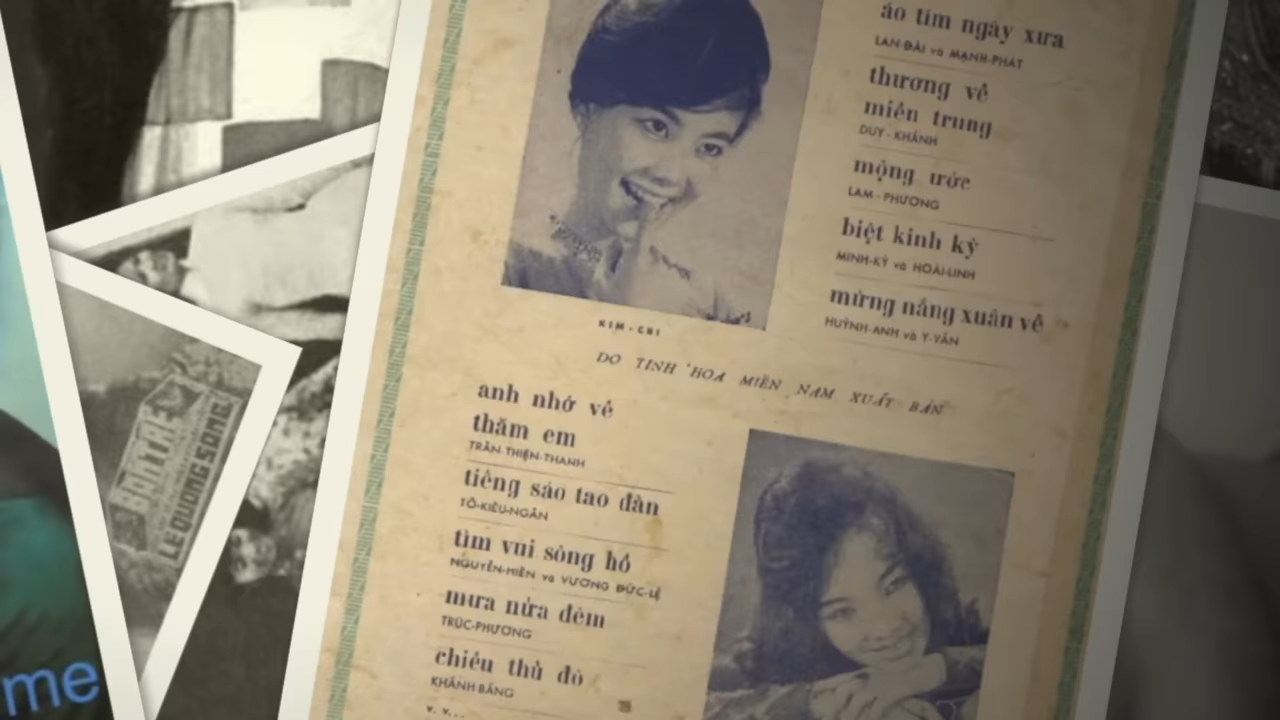 áo tím ngày xưa
LAN-ĐÀI và MẠNH-PHÁT
thương về
miền trung
DUY-KHÁNH
mộng ước
LAM-PHƯƠNG
biệt kinh kỳ
MINH-KỲ và HOÀI-LINH
mừng nắng xuân về
HUỲNH-ANH và Y-VÂN
KIM-CHI
DO TINH HOA MIỀN NAM XUẤT BẢN
anh nhớ về
thăm em
TRẦN-THIỆN-THANH
tiếng sáo tao đàn
TÔ-KIỀU-NGÂN
tìm vui sông hồ
NGUYỄN-HIỀN và VƯƠNG ĐỨC-LỆ
mưa nửa đêm
TRÚC-PHƯƠNG
chiều thủ đô
KHÁNH BĂNG
v.v...
LE QUONG SANG
me